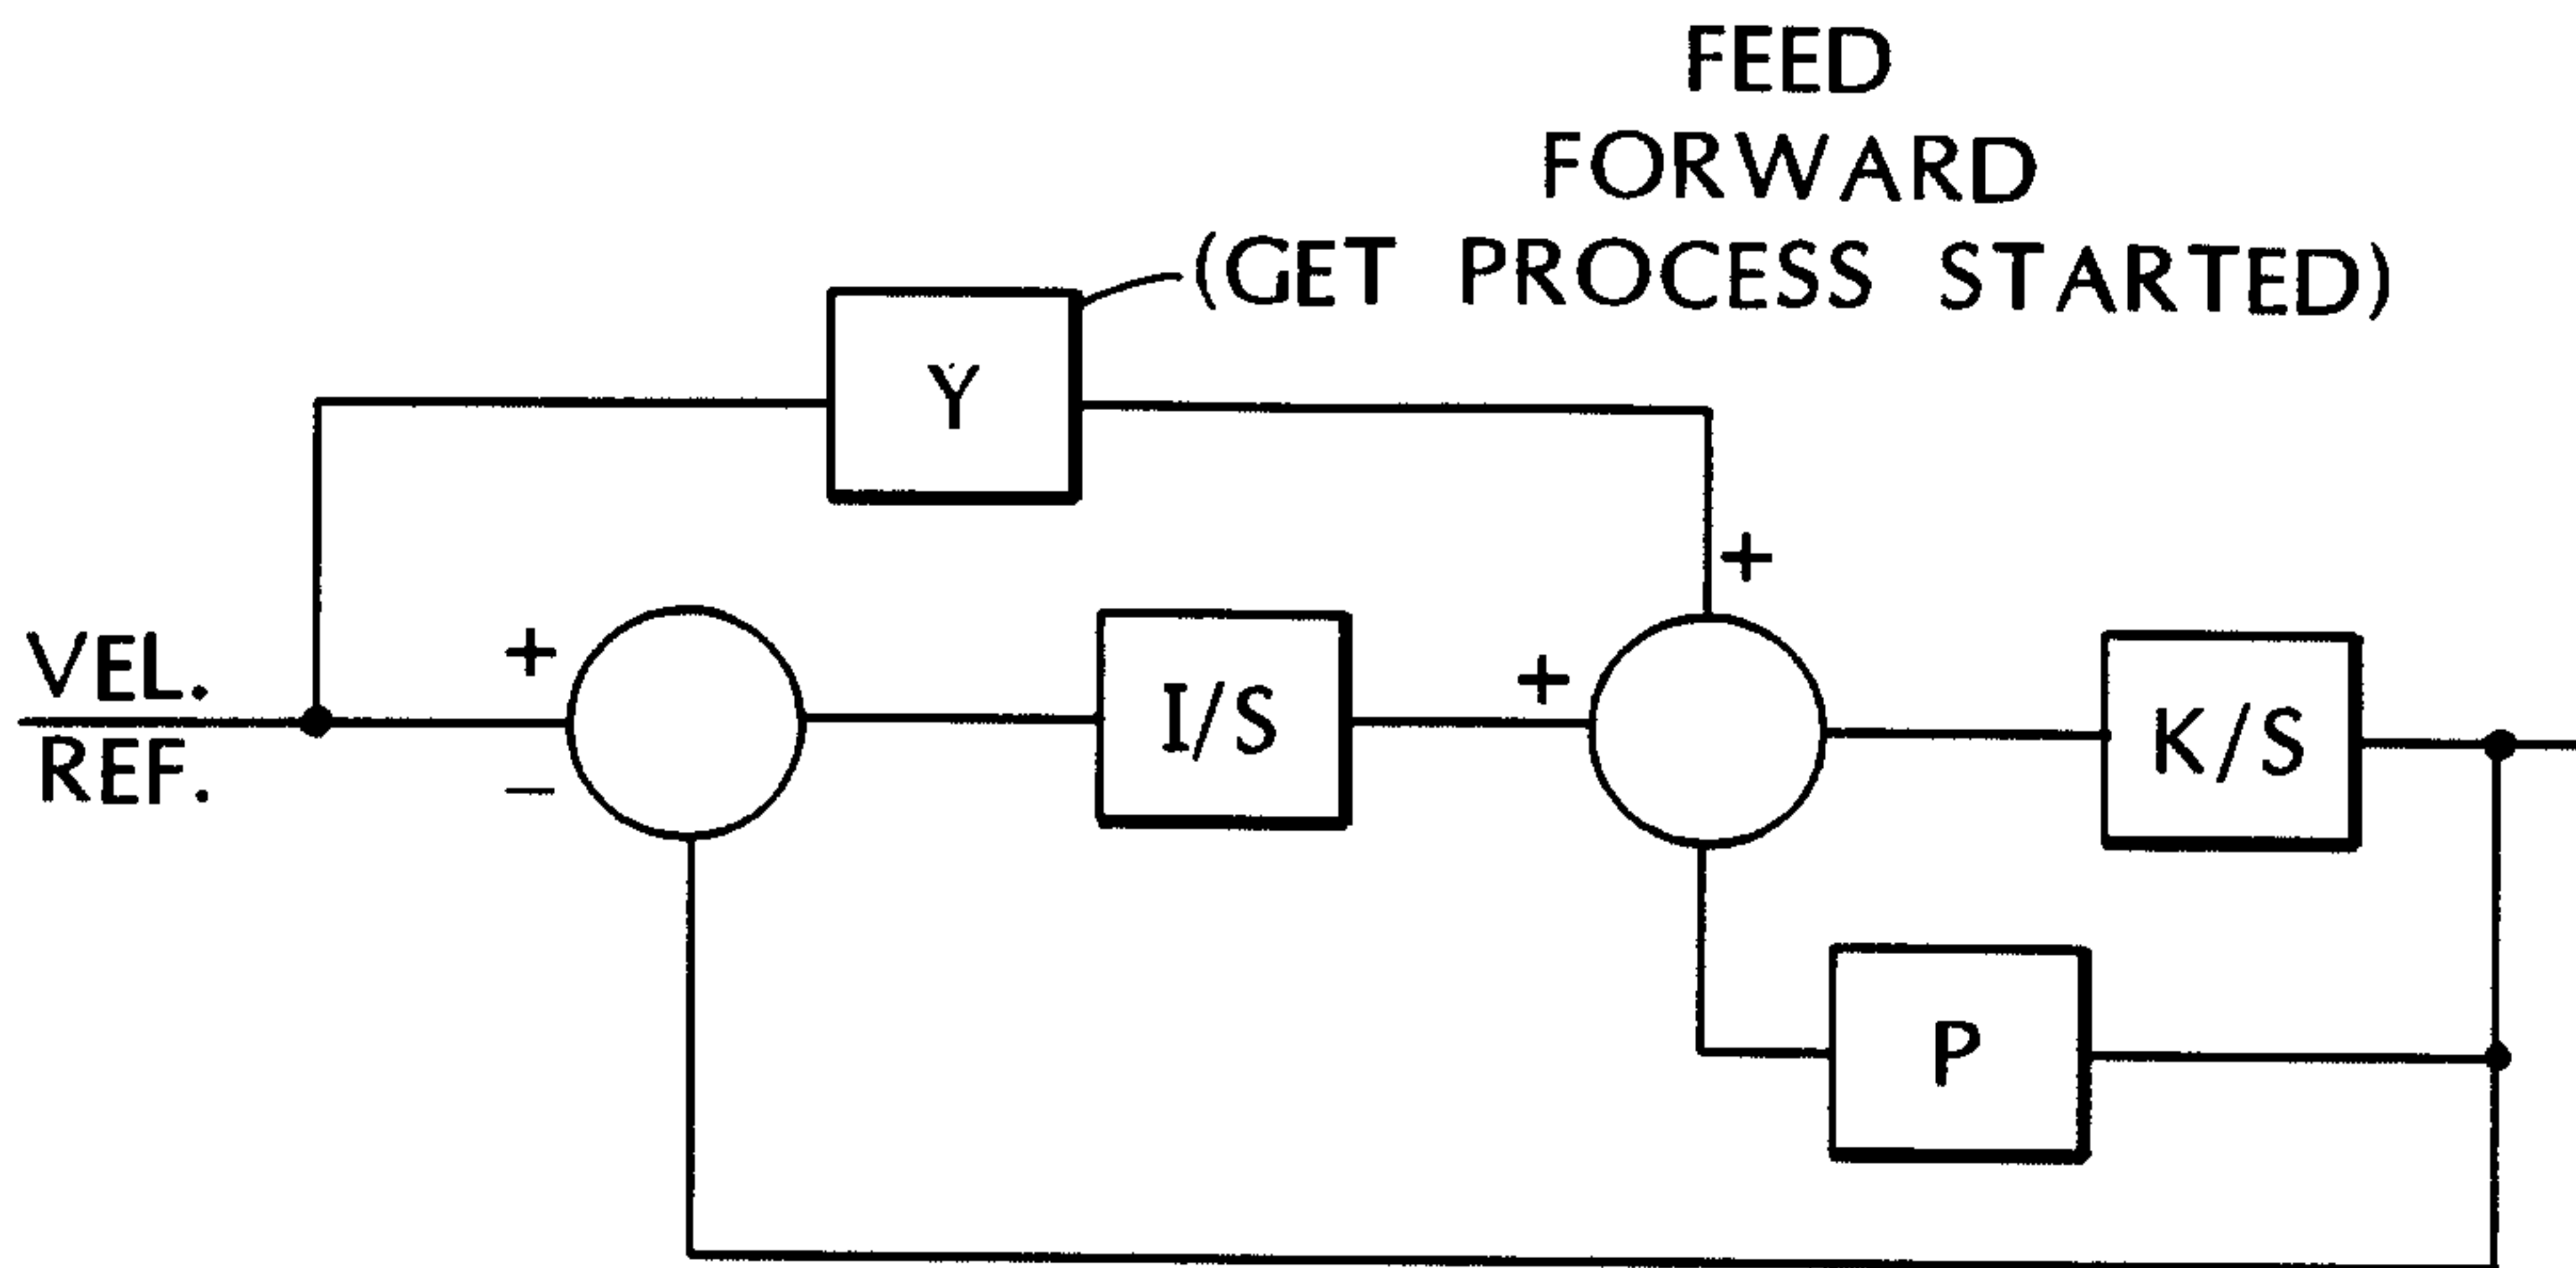 FEED
FORWARD
(GET PROCESS STARTED)
Y
+
VEL.
REF.
+
−
I/S
+
K/S
P